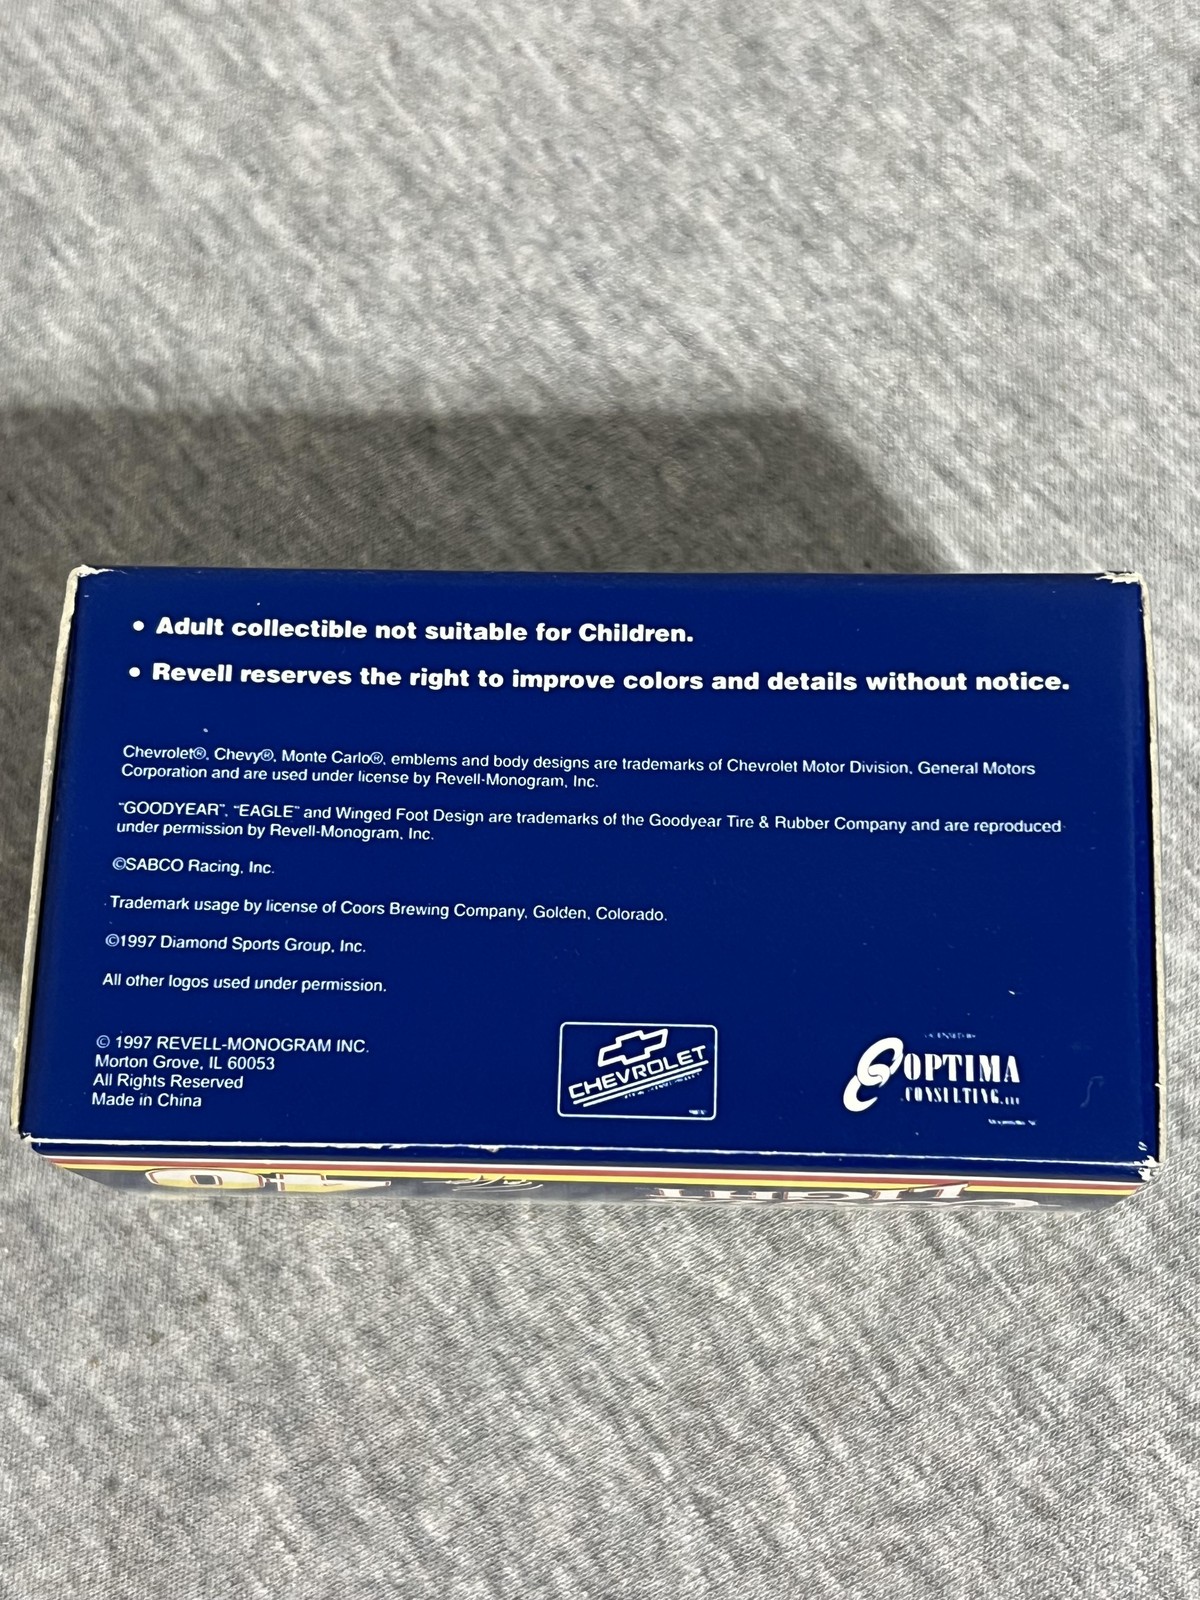 • Adult collectible not suitable for Children.
• Revell reserves the right to improve colors and details without notice.
Chevrolet®, Chevy®, Monte Carlo®, emblems and body designs are trademarks of Chevrolet Motor Division, General Motors
Corporation and are used under license by Revell-Monogram, Inc.
"GOODYEAR", "EAGLE" and Winged Foot Design are trademarks of the Goodyear Tire & Rubber Company and are reproduced
under permission by Revell-Monogram, Inc.
©SABCO Racing, Inc.
Trademark usage by license of Coors Brewing Company, Golden, Colorado.
©1997 Diamond Sports Group, Inc.
All other logos used under permission.
© 1997 REVELL-MONOGRAM INC.
Morton Grove, IL 60053
All Rights Reserved
Made in China
CHEVROLET
LICENSED BY
OPTIMA
CONSULTING, LLC
40
LIGHT